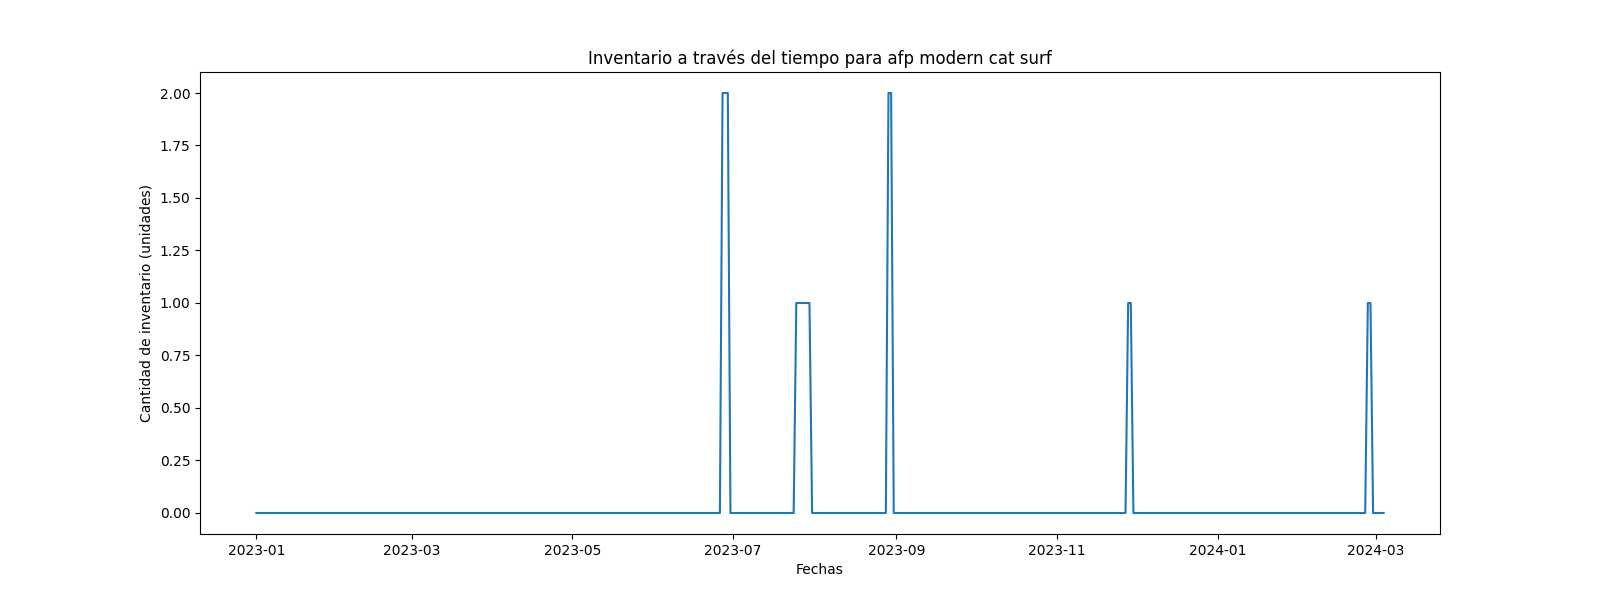 Inventario a través del tiempo para afp modern cat surf
Cantidad de inventario (unidades)
2.00
1.75
1.50
1.25
1.00
0.75
0.50
0.25
0.00
2023-01 2023-03 2023-05 2023-07 2023-09 2023-11 2024-01 2024-03
Fechas